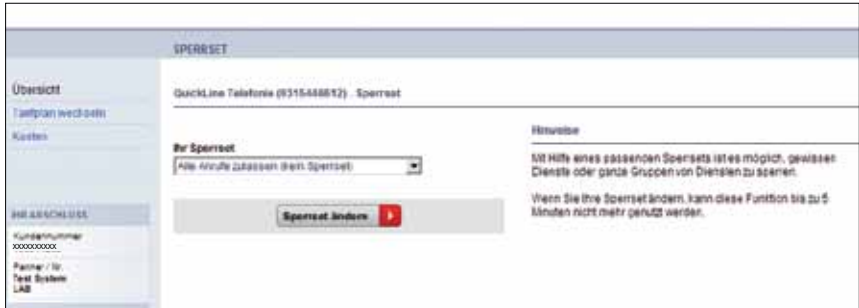 SPERRSET
Übersicht
Tarifplan wechseln
Kosten
QuickLine Telefonie (9315448612) . Sperrset
Ihr Sperrset
Alle Anrufe zulassen (kein Sperrset)
Sperrset ändern
Hinweise
Mit Hilfe eines passenden Sperrsets ist es möglich, gewissen
Dienste oder ganze Gruppen von Diensten zu sperren.
Wenn Sie Ihre Sperrset ändern, kann diese Funktion bis zu 5
Minuten nicht mehr genutzt werden.
IHR ANSCHLUSS
Kundennummer
xxxxxxxxxx
Partner / Nr.
Test System
LAB